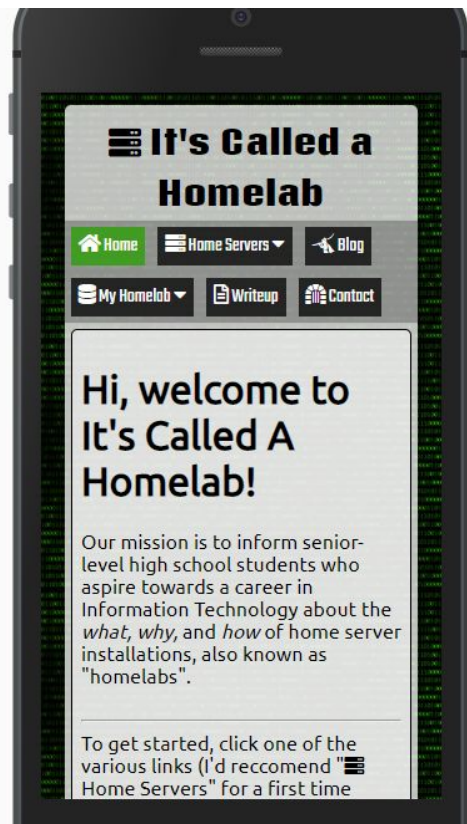 It's Called a
Homelab
Home
Home Servers
Blog
My Homelab
Writeup
Contact
Hi, welcome to
It's Called A
Homelab!
Our mission is to inform senior-
level high school students who
aspire towards a career in
Information Technology about the
what, why, and how of home server
installations, also known as
"homelabs".
To get started, click one of the
various links (I'd reccomend "
Home Servers" for a first time